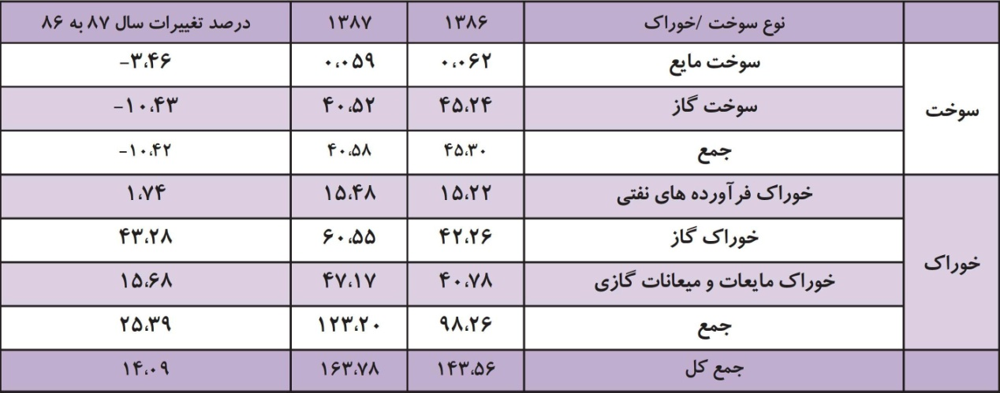 نوع سوخت /خوراک ۱۳۸۶ ۱۳۸۷ درصد تغییرات سال ۸۷ به ۸۶
سوخت
سوخت مایع ۰،۰۶۲ ۰،۰۵۹ −۳،۴۶
سوخت گاز ۴۵،۲۴ ۴۰،۵۲ −۱۰،۴۳
جمع ۴۵،۳۰ ۴۰،۵۸ −۱۰،۴۲
خوراک
خوراک فرآورده های نفتی ۱۵،۲۲ ۱۵،۴۸ ۱،۷۴
خوراک گاز ۴۲،۲۶ ۶۰،۵۵ ۴۳،۲۸
خوراک مایعات و میعانات گازی ۴۰،۷۸ ۴۷،۱۷ ۱۵،۶۸
جمع ۹۸،۲۶ ۱۲۳،۲۰ ۲۵،۳۹
جمع کل ۱۴۳،۵۶ ۱۶۳،۷۸ ۱۴،۰۹